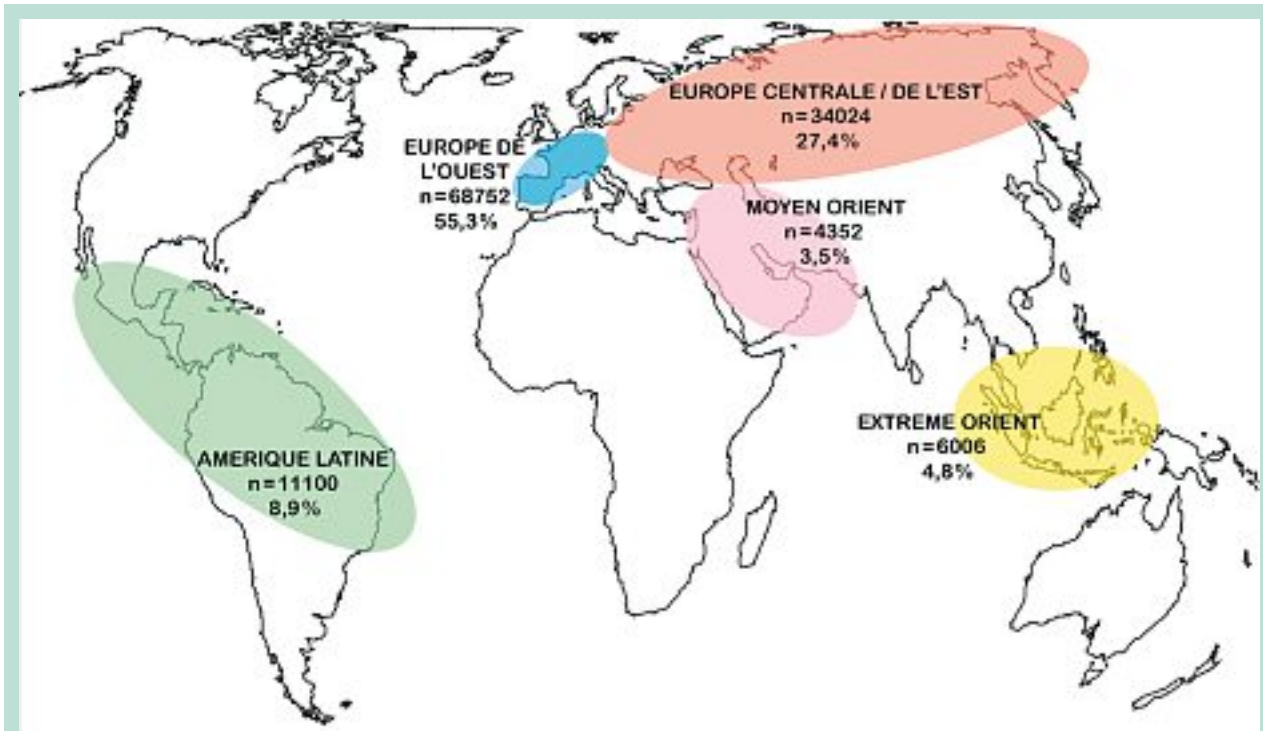 EUROPE CENTRALE / DE L'EST
n=34024
27,4%
EUROPE DE
L'OUEST
n=68752
55,3%
MOYEN ORIENT
n=4352
3,5%
EXTREME ORIENT
n=6006
4,8%
AMERIQUE LATINE
n=11100
8,9%